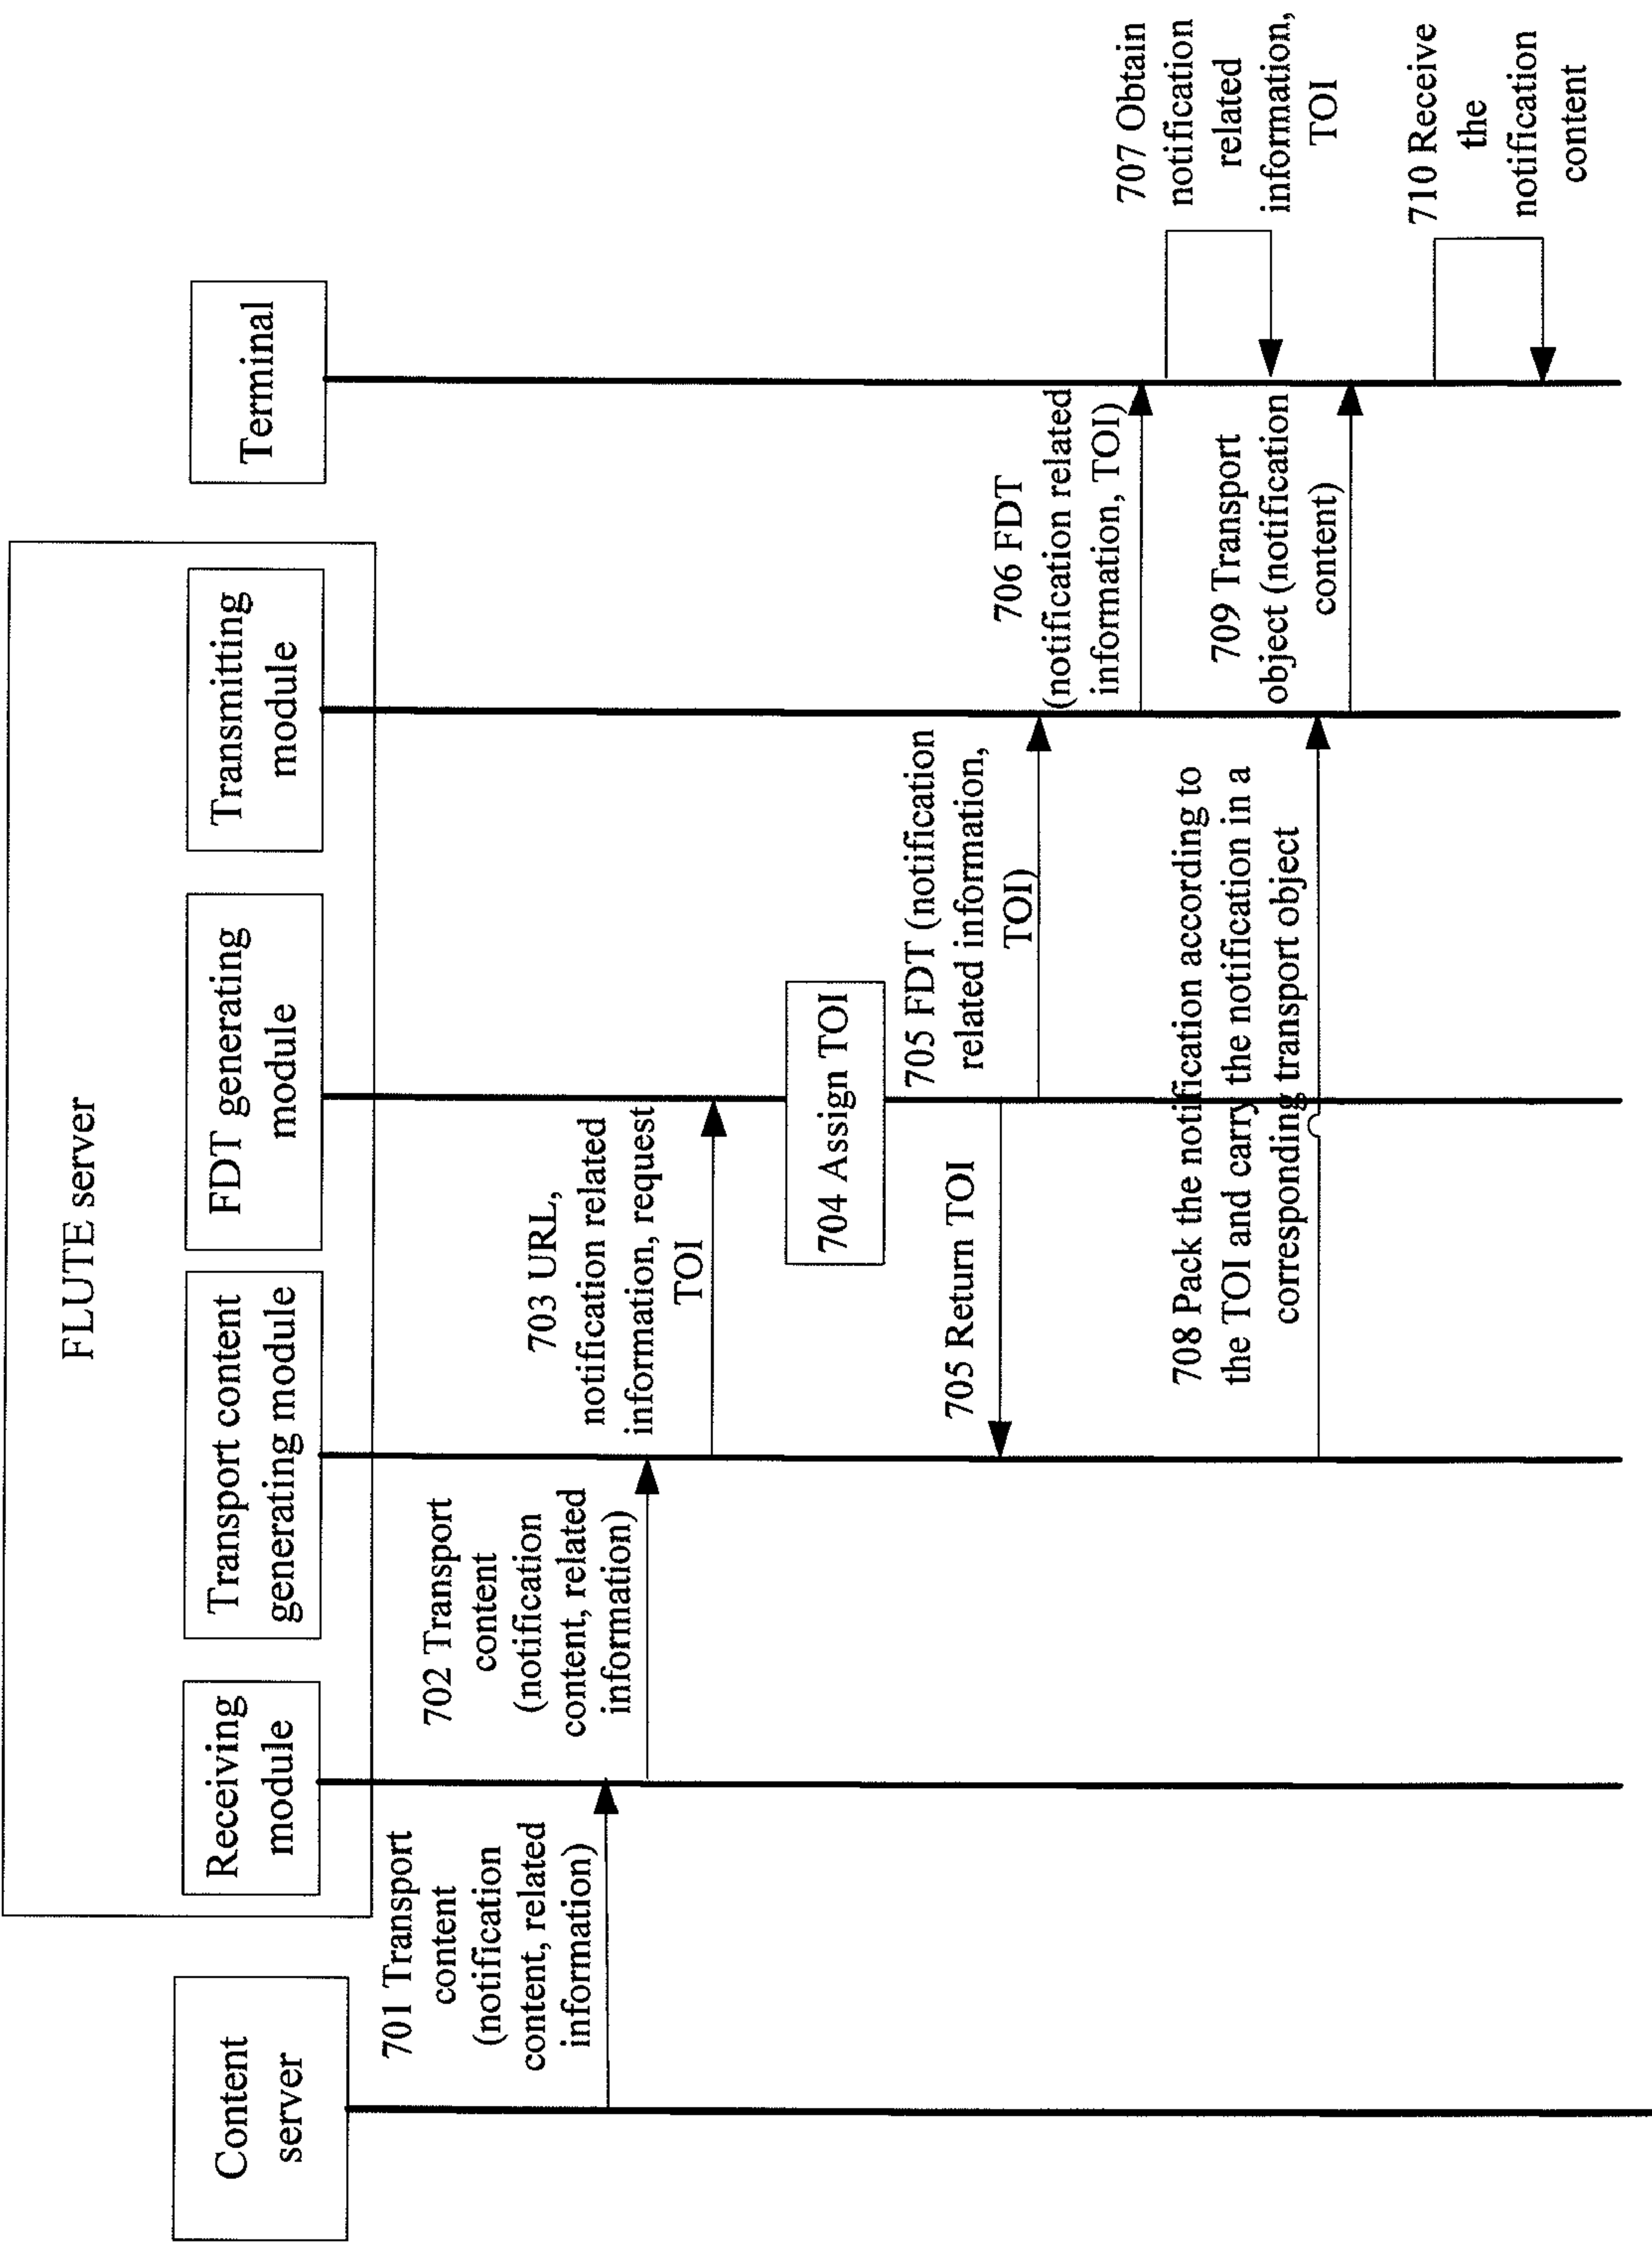 FLUTE server
Content
server
Receiving
module
Transport content
generating module
FDT generating
module
Transmitting
module
Terminal
701 Transport
content
(notification
content, related
information)
702 Transport
content
(notification
content, related
information)
703 URL,
notification related
information, request
TOI
704 Assign TOI
705 FDT (notification
related information,
TOI)
705 Return TOI
706 FDT
(notification related
information, TOI)
707 Obtain
notification
related
information,
TOI
708 Pack the notification according to
the TOI and carry the notification in a
corresponding transport object
709 Transport
object (notification
content)
710 Receive
the
notification
content